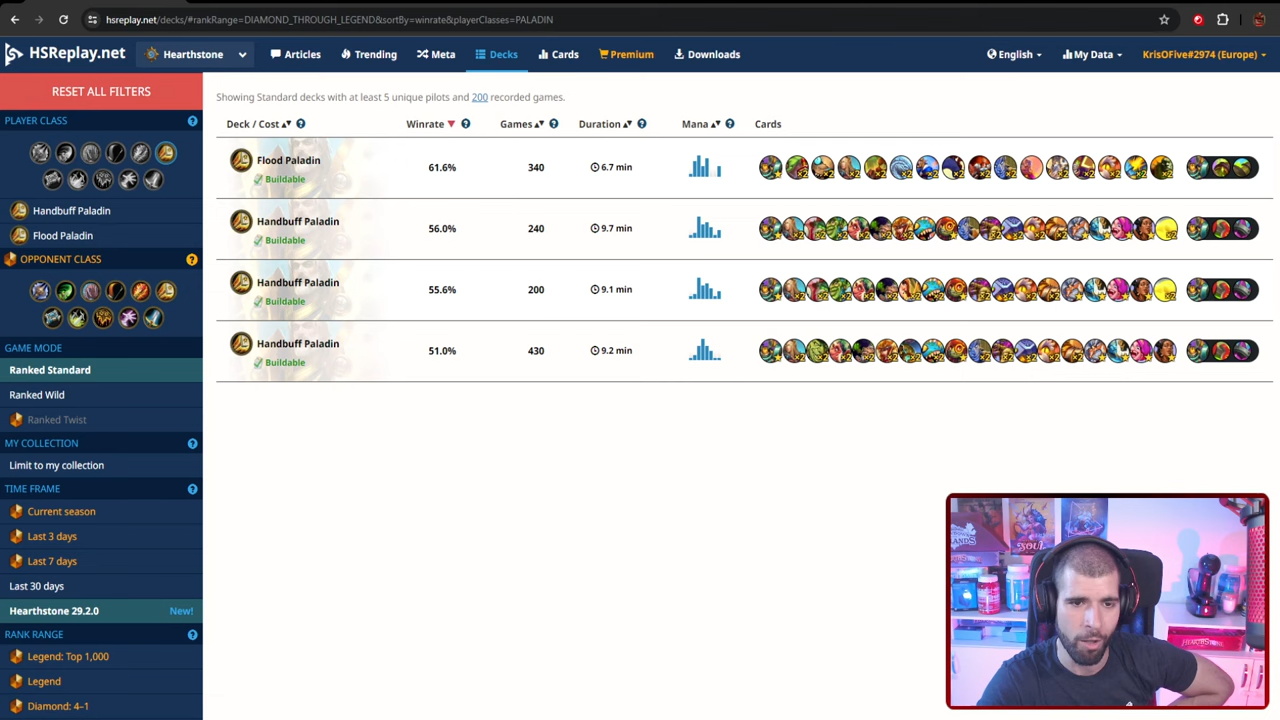 hsreplay.net/decks/#rankRange=DIAMOND_THROUGH_LEGEND&sortBy=winrate&playerClasses=PALADIN
HSReplay.net
Hearthstone
Articles
Trending
Meta
Decks
Cards
Premium
Downloads
English
My Data
KrisOFive#2974 (Europe)
RESET ALL FILTERS
PLAYER CLASS
Handbuff Paladin
Flood Paladin
OPPONENT CLASS
GAME MODE
Ranked Standard
Ranked Wild
Ranked Twist
MY COLLECTION
Limit to my collection
TIME FRAME
Current season
Last 3 days
Last 7 days
Last 30 days
Hearthstone 29.2.0 New!
RANK RANGE
Legend: Top 1,000
Legend
Diamond: 4–1
Showing Standard decks with at least 5 unique pilots and 200 recorded games.
Deck / Cost Winrate Games Duration Mana Cards
Flood Paladin
Buildable
61.6% 340 6.7 min
Handbuff Paladin
Buildable
56.0% 240 9.7 min
Handbuff Paladin
Buildable
55.6% 200 9.1 min
Handbuff Paladin
Buildable
51.0% 430 9.2 min